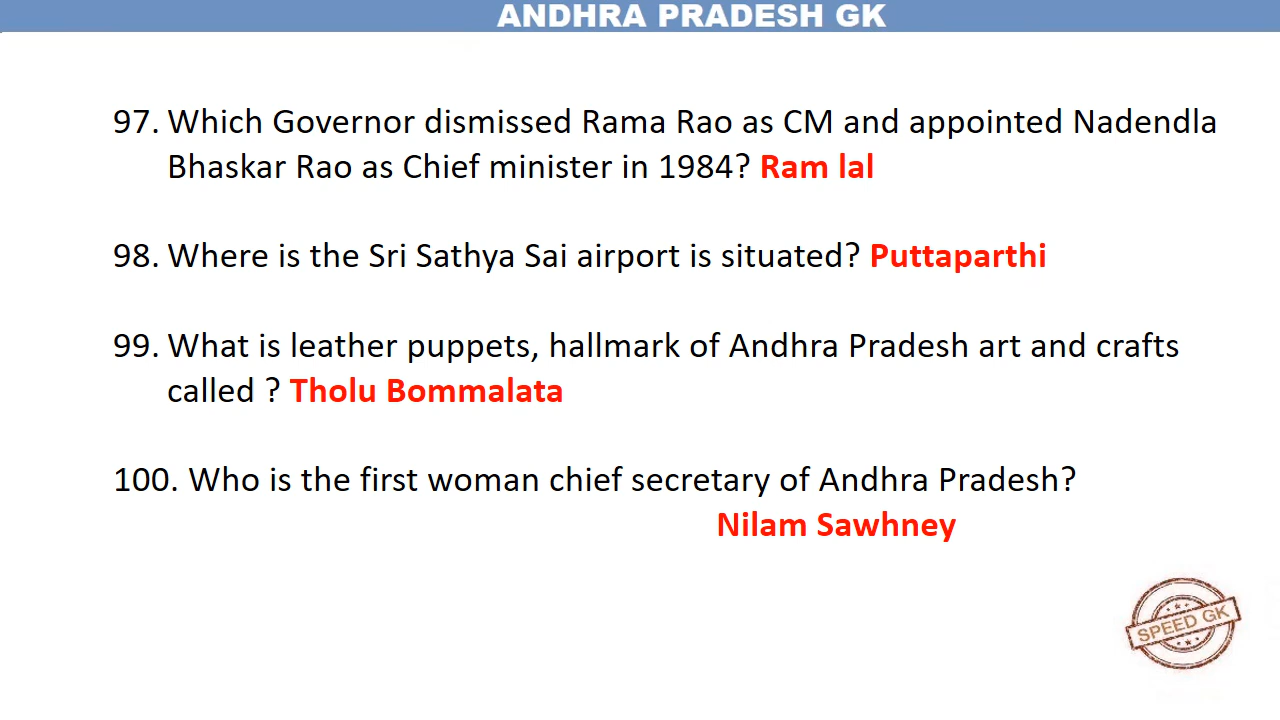 ANDHRA PRADESH GK
97. Which Governor dismissed Rama Rao as CM and appointed Nadendla
Bhaskar Rao as Chief minister in 1984? Ram lal
98. Where is the Sri Sathya Sai airport is situated? Puttaparthi
99. What is leather puppets, hallmark of Andhra Pradesh art and crafts
called ? Tholu Bommalata
100. Who is the first woman chief secretary of Andhra Pradesh?
Nilam Sawhney
SPEED GK